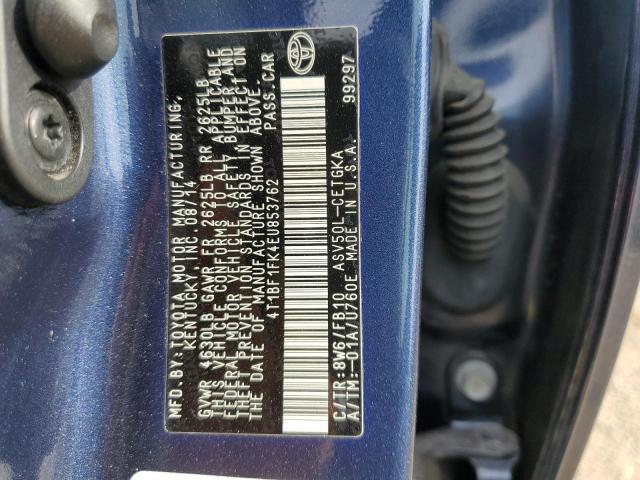 MFD. BY: TOYOTA MOTOR MANUFACTURING,
KENTUCKY, INC. 08/14
GVWR 4630LB GAWR FR 2625LB RR 2625LB
THIS VEHICLE CONFORMS TO ALL APPLICABLE
FEDERAL MOTOR VEHICLE SAFETY, BUMPER, AND
THEFT PREVENTION STANDARDS IN EFFECT ON
THE DATE OF MANUFACTURE SHOWN ABOVE.
4T1BF1FK4EU853762 PASS. CAR
C/TR: 8W6/FB10 ASV50L-CETGKA 99297
A/TM: -01A/U760E MADE IN U.S.A.